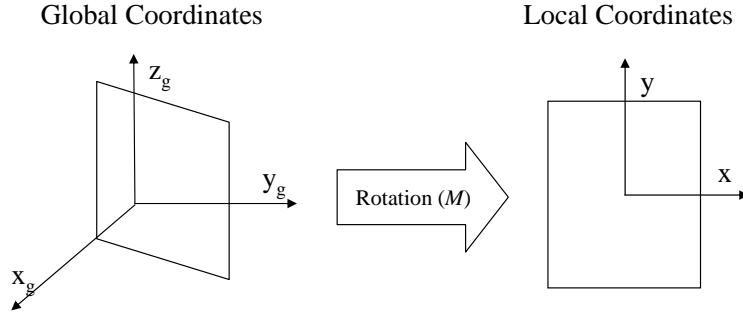 Global Coordinates
Local Coordinates
z_g
y
y_g
x
Rotation (M)
x_g